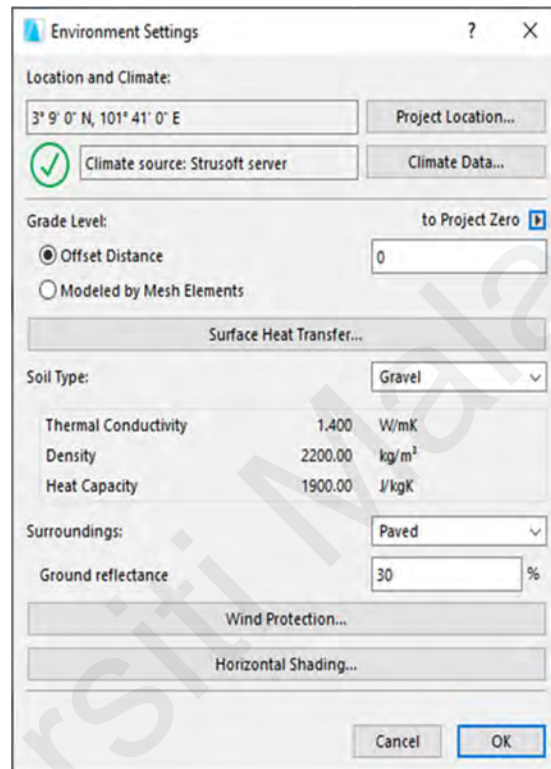 Environment Settings ? X
Location and Climate:
3° 9' 0" N, 101° 41' 0" E Project Location...
Climate source: Strusoft server Climate Data...
Grade Level: to Project Zero
Offset Distance 0
Modeled by Mesh Elements
Surface Heat Transfer...
Soil Type: Gravel
Thermal Conductivity 1.400 W/mK
Density 2200.00 kg/m³
Heat Capacity 1900.00 J/kgK
Surroundings: Paved
Ground reflectance 30 %
Wind Protection...
Horizontal Shading...
Cancel OK
rsiti Mala